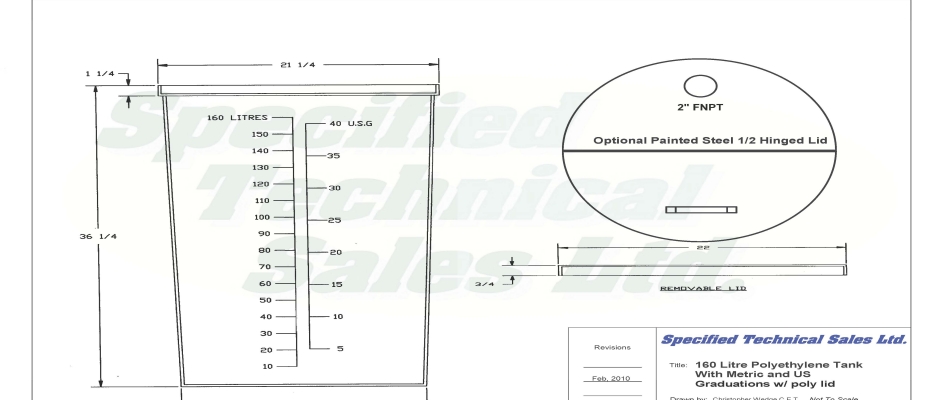 Specified
Technical
Sales Ltd.
21 1/4
1 1/4
36 1/4
160 LITRES
150
140
130
120
110
100
90
80
70
60
50
40
30
20
10
40 U.S.G
35
30
25
20
15
10
5
2" FNPT
Optional Painted Steel 1/2 Hinged Lid
22
3/4
REMOVABLE LID
Revisions
Feb, 2010
Specified Technical Sales Ltd.
Title: 160 Litre Polyethylene Tank
With Metric and US
Graduations w/ poly lid
Drawn by: Christopher Wedge C.E.T. Not To Scale